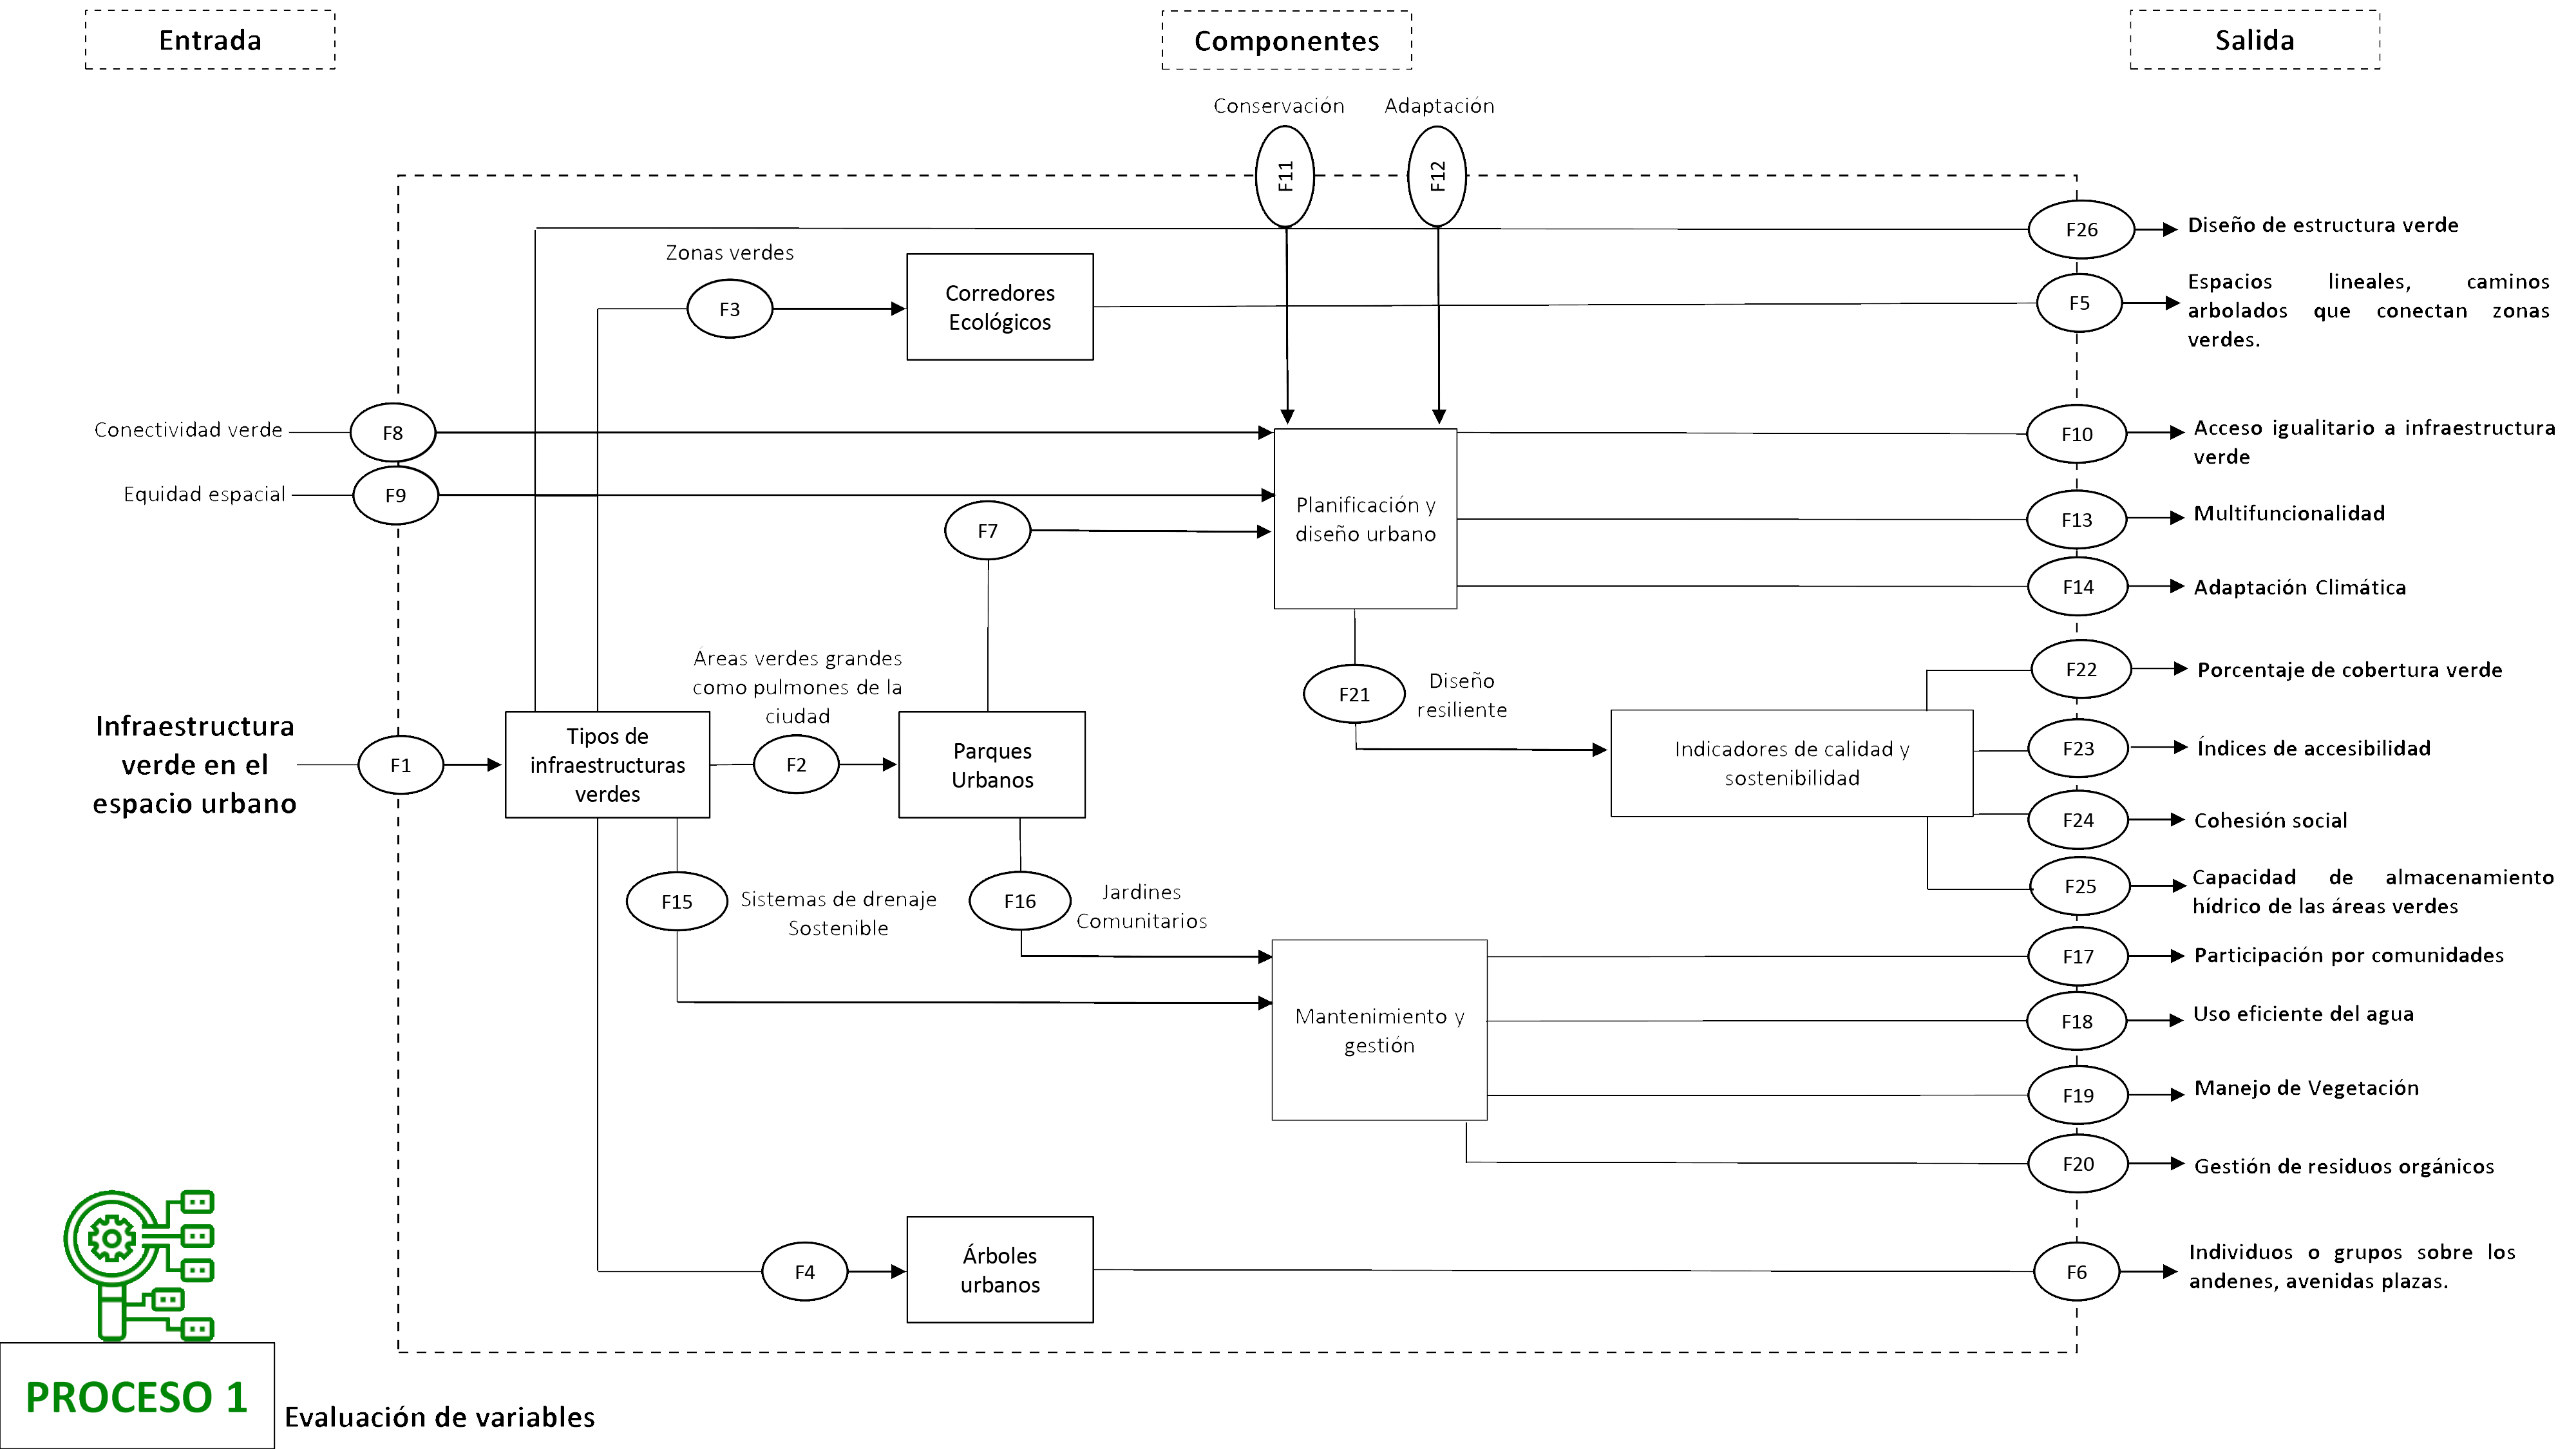 Entrada
Componentes
Salida
Conservación
Adaptación
F11
F12
F26
Diseño de estructura verde
Zonas verdes
F3
Corredores
Ecológicos
F5
Espacios lineales, caminos
arbolados que conectan zonas
verdes.
Conectividad verde
F8
F10
Acceso igualitario a infraestructura
verde
Equidad espacial
F9
F7
Planificación y
diseño urbano
F13
Multifuncionalidad
F14
Adaptación Climática
Areas verdes grandes
como pulmones de la
ciudad
F21
Diseño
resiliente
F22
Porcentaje de cobertura verde
Infraestructura
verde en el
espacio urbano
F1
Tipos de
infraestructuras
verdes
F2
Parques
Urbanos
Indicadores de calidad y
sostenibilidad
F23
Índices de accesibilidad
F24
Cohesión social
F25
Capacidad de almacenamiento
hídrico de las áreas verdes
F15
Sistemas de drenaje
Sostenible
F16
Jardines
Comunitarios
F17
Participación por comunidades
Mantenimiento y
gestión
F18
Uso eficiente del agua
F19
Manejo de Vegetación
F20
Gestión de residuos orgánicos
F4
Árboles
urbanos
F6
Individuos o grupos sobre los
andenes, avenidas plazas.
PROCESO 1
Evaluación de variables